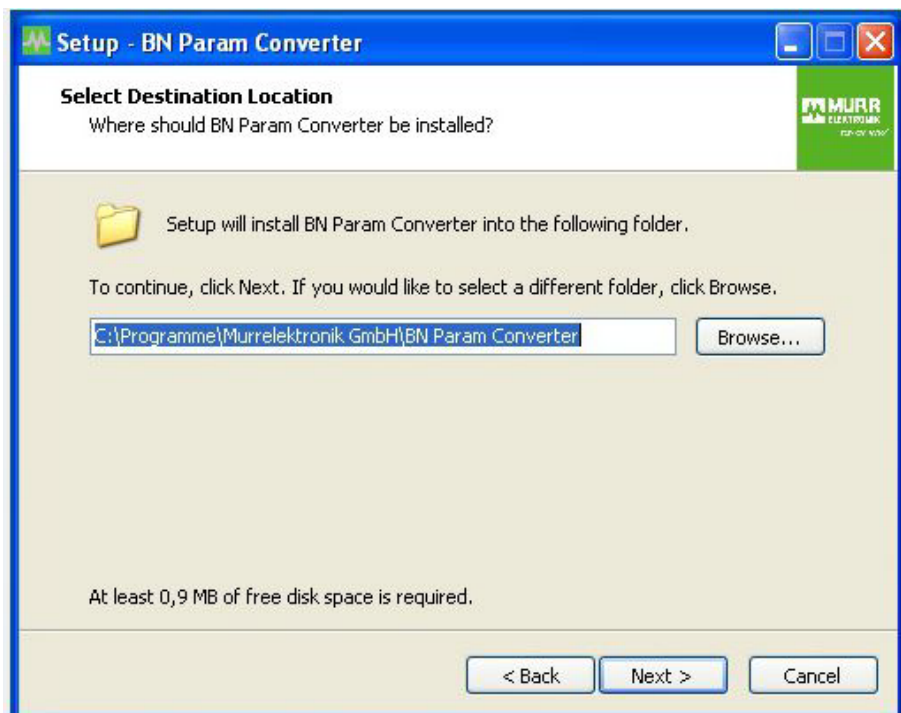 Setup - BN Param Converter
Select Destination Location
Where should BN Param Converter be installed?
MURR
ELEKTRONIK
Setup will install BN Param Converter into the following folder.
To continue, click Next. If you would like to select a different folder, click Browse.
C:\Programme\Murrelektronik GmbH\BN Param Converter
Browse...
At least 0,9 MB of free disk space is required.
< Back
Next >
Cancel